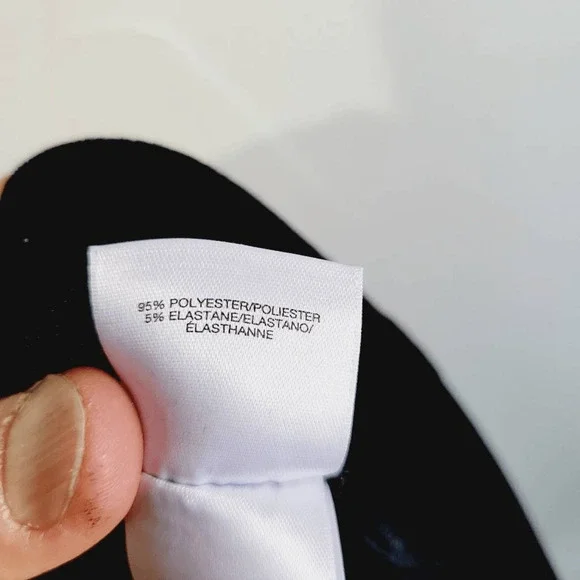 95% POLYESTER/POLIESTER
5% ELASTANE/ELASTANO/
ÉLASTHANNE